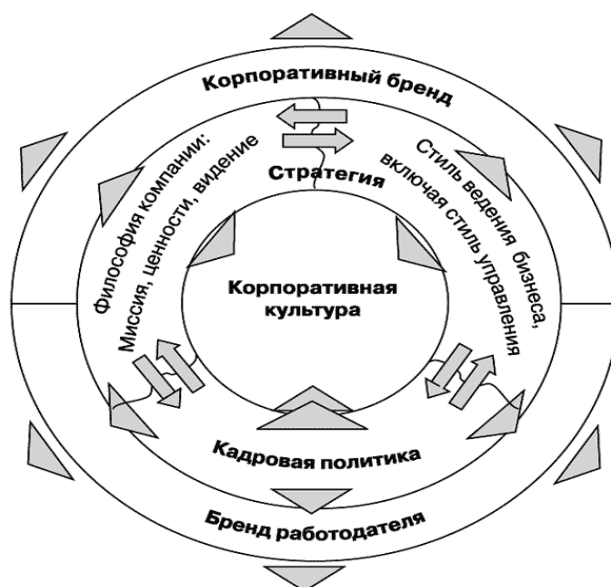 Корпоративный бренд
Философия компании:
Миссия, ценности, видение
Стратегия
Стиль ведения бизнеса,
включая стиль управления
Корпоративная
культура
Кадровая политика
Бренд работодателя